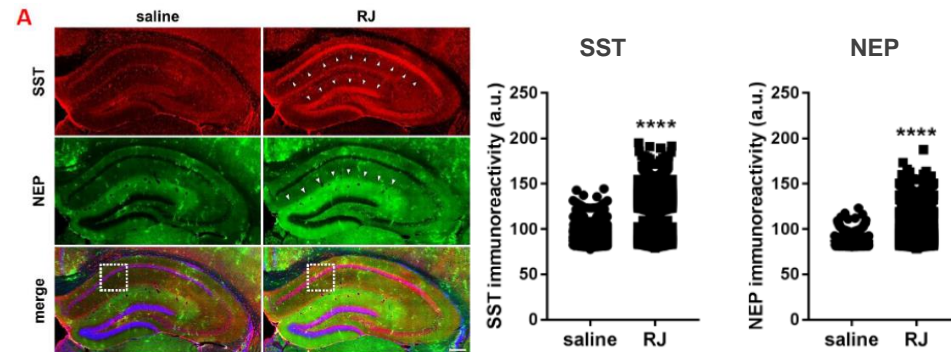 A
saline RJ
SST
NEP
merge
SST
SST immunoreactivity (a.u.)
250
200
150
100
50
0
****
saline RJ
NEP
NEP immunoreactivity (a.u.)
250
200
150
100
50
0
****
saline RJ